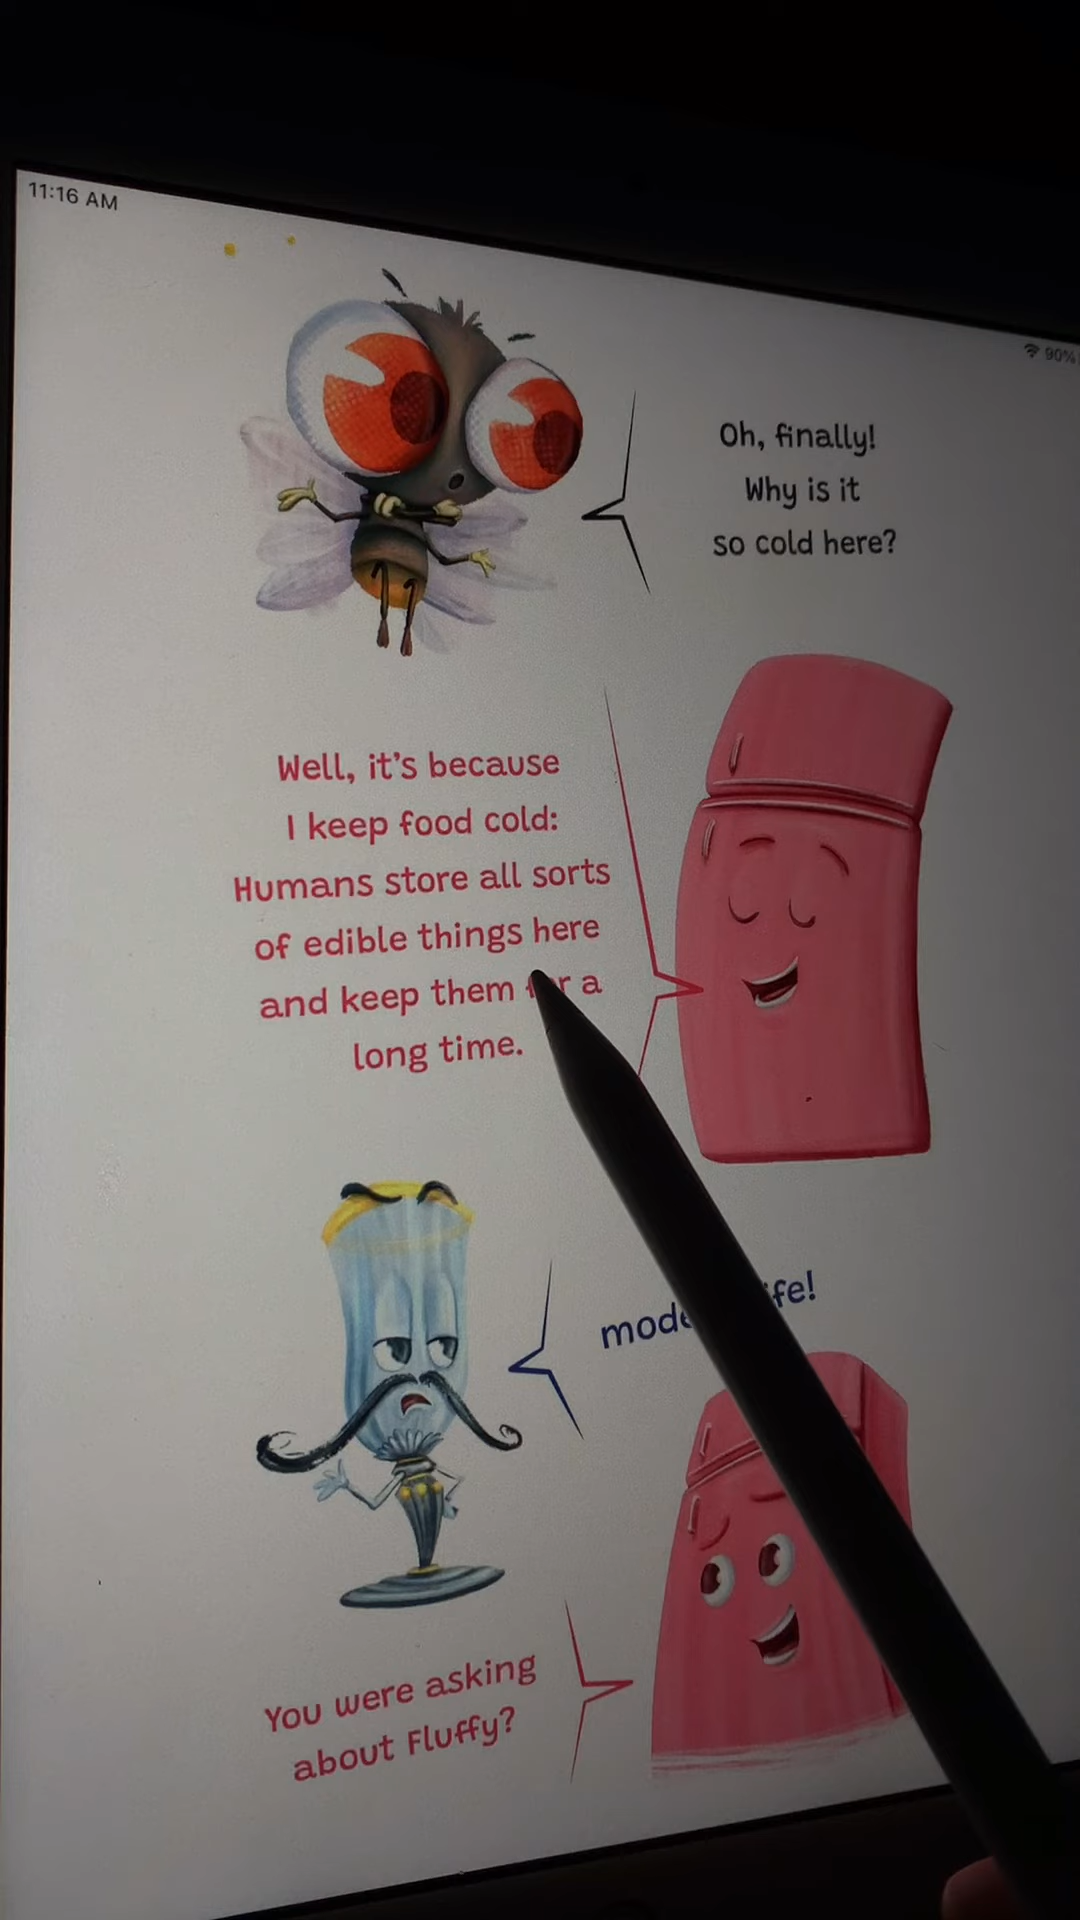 11:16 AM
90%
Oh, finally!
Why is it
so cold here?
Well, it's because
I keep food cold:
Humans store all sorts
of edible things here
and keep them a
long time.
You were asking
about Fluffy?